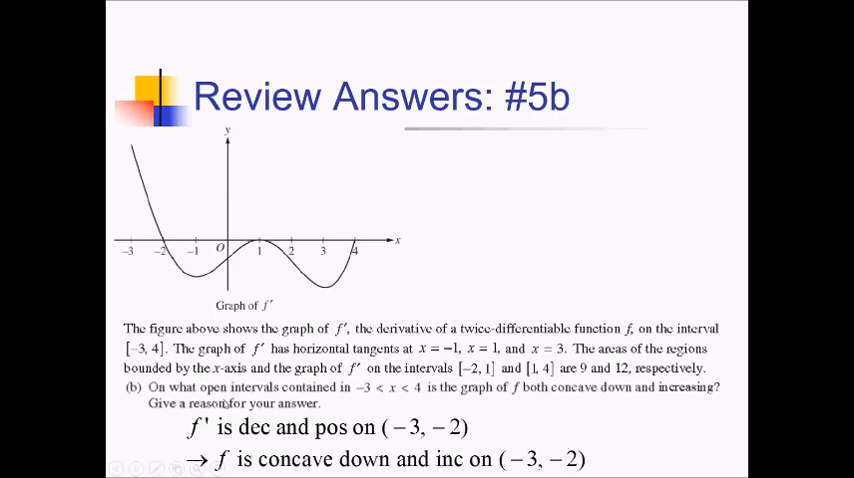 Review Answers: #5b
y
x
-3 -2 -1 O 1 2 3 4
Graph of f′
The figure above shows the graph of f′, the derivative of a twice-differentiable function f, on the interval
[−3, 4]. The graph of f′ has horizontal tangents at x = −1, x = 1, and x = 3. The areas of the regions
bounded by the x-axis and the graph of f′ on the intervals [−2, 1] and [1, 4] are 9 and 12, respectively.
(b) On what open intervals contained in −3 < x < 4 is the graph of f both concave down and increasing?
Give a reason for your answer.
f ' is dec and pos on (−3, −2)
→ f is concave down and inc on (−3, −2)